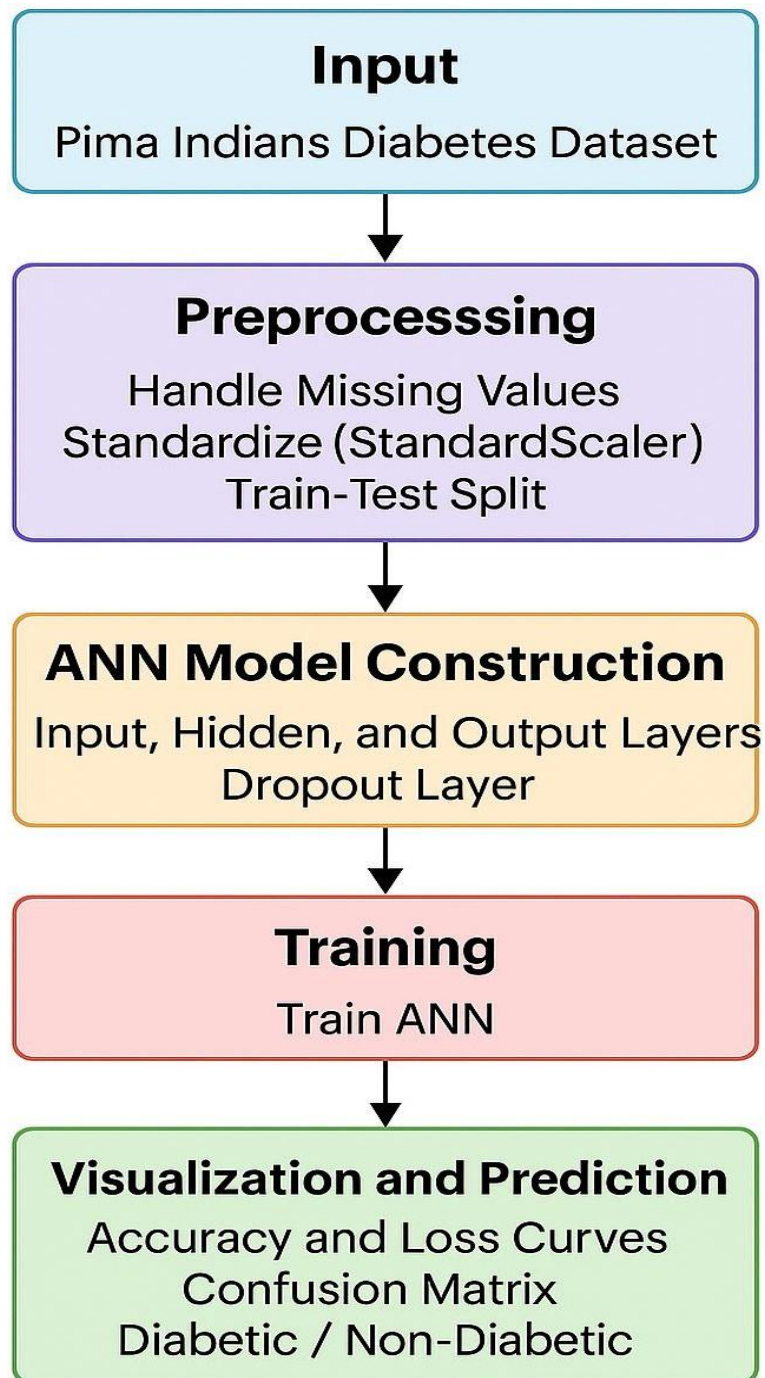 Input
Pima Indians Diabetes Dataset
Preprocesssing
Handle Missing Values
Standardize (StandardScaler)
Train-Test Split
ANN Model Construction
Input, Hidden, and Output Layers
Dropout Layer
Training
Train ANN
Visualization and Prediction
Accuracy and Loss Curves
Confusion Matrix
Diabetic / Non-Diabetic